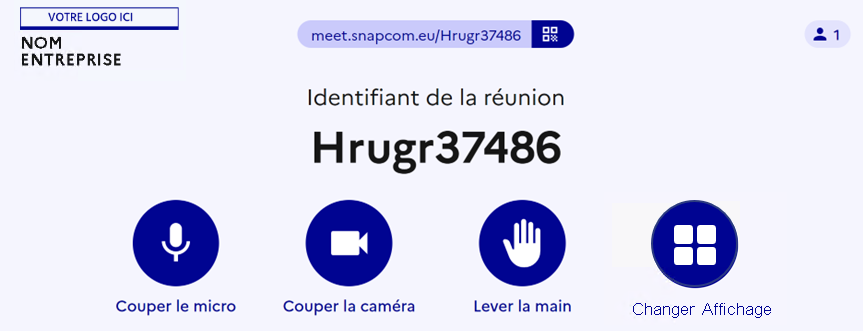 VOTRE LOGO ICI
NOM
ENTREPRISE
meet.snapcom.eu/Hrugr37486
1
Identifiant de la réunion
Hrugr37486
Couper le micro
Couper la caméra
Lever la main
Changer Affichage